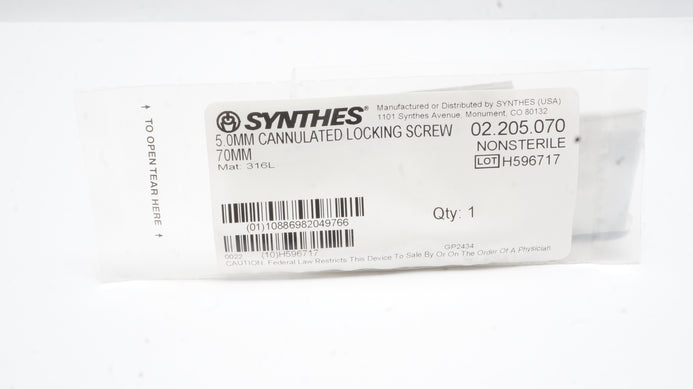 SYNTHES®
Manufactured or Distributed by SYNTHES (USA)
1101 Synthes Avenue, Monument, CO 80132
5.0MM CANNULATED LOCKING SCREW
70MM
Mat: 316L
02.205.070
NONSTERILE
LOT H596717
↑ TO OPEN TEAR HERE ↑
(01)10886982049766
Qty: 1
0022 (10)H596717
GP2434
CAUTION: Federal Law Restricts This Device To Sale By Or On The Order Of A Physician